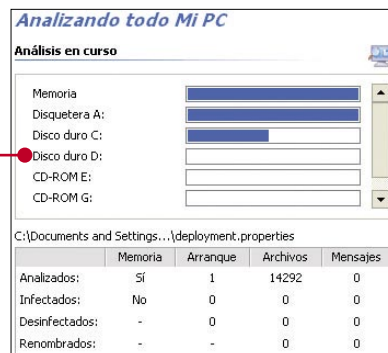 Analizando todo Mi PC
Análisis en curso
Memoria
Disquetera A:
Disco duro C:
Disco duro D:
CD-ROM E:
CD-ROM G:
C:\Documents and Settings...\deployment.properties
Memoria Arranque Archivos Mensajes
Analizados: Sí 1 14292 0
Infectados: No 0 0 0
Desinfectados: - 0 0 0
Renombrados: - - 0 0